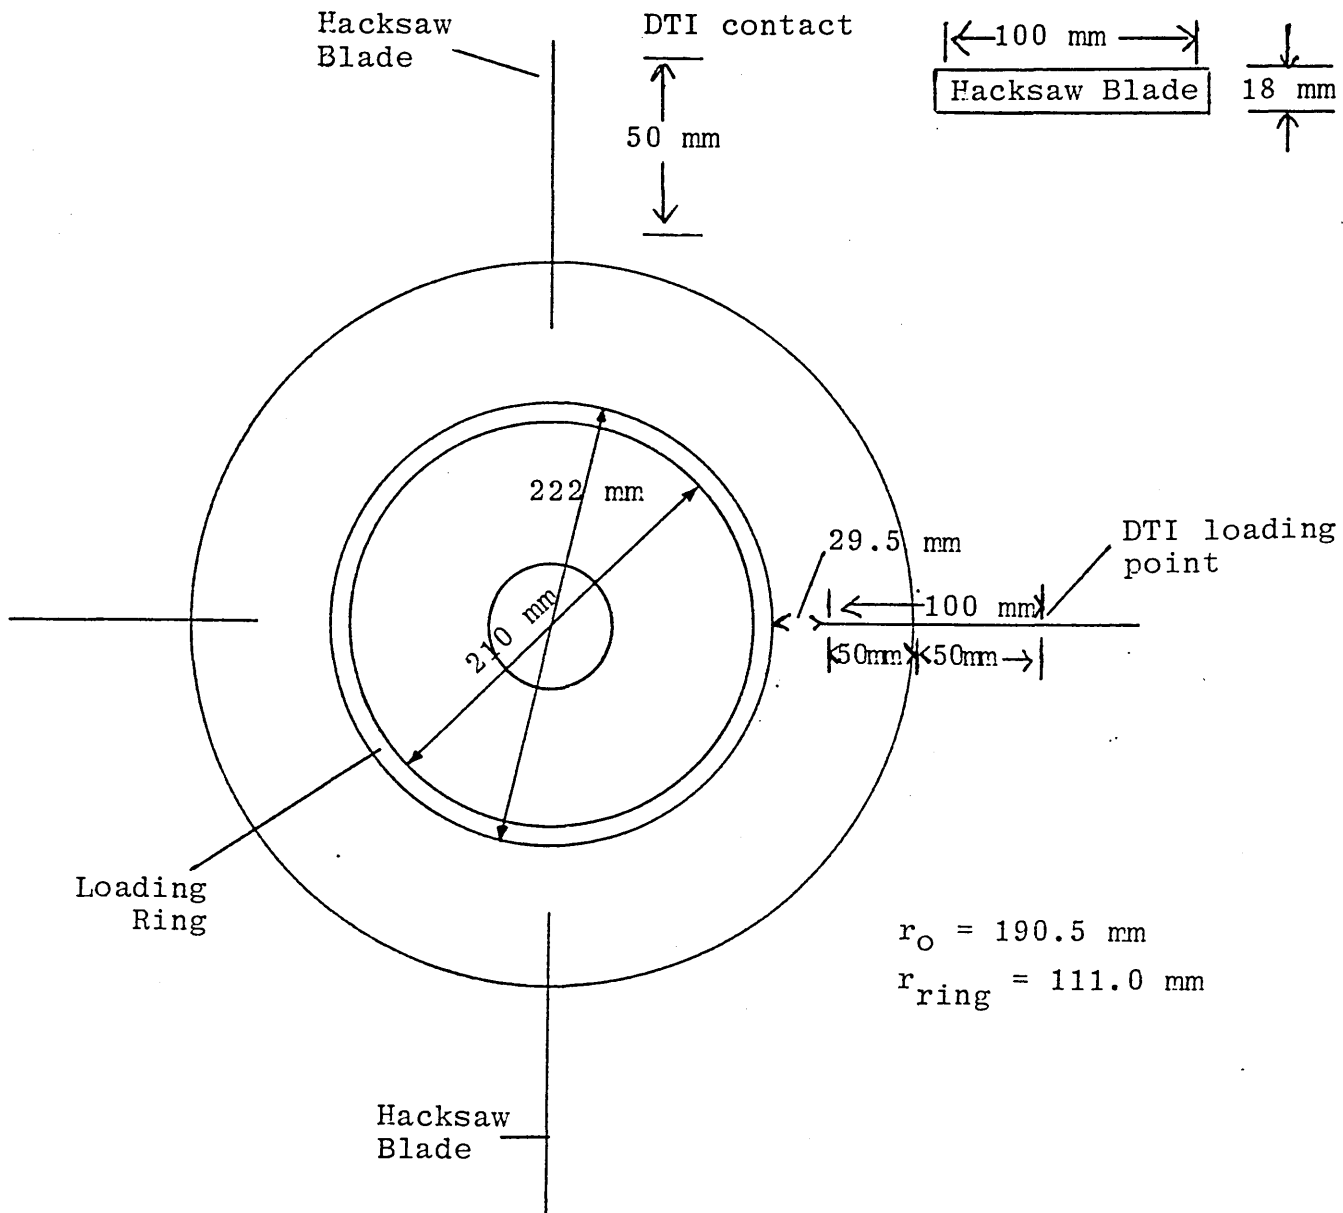 Hacksaw
Blade
DTI contact
50 mm
100 mm
Hacksaw Blade
18 mm
222 mm
210 mm
29.5 mm
DTI loading
point
100 mm
50mm
50mm
Loading
Ring
r_o = 190.5 mm
r_ring = 111.0 mm
Hacksaw
Blade